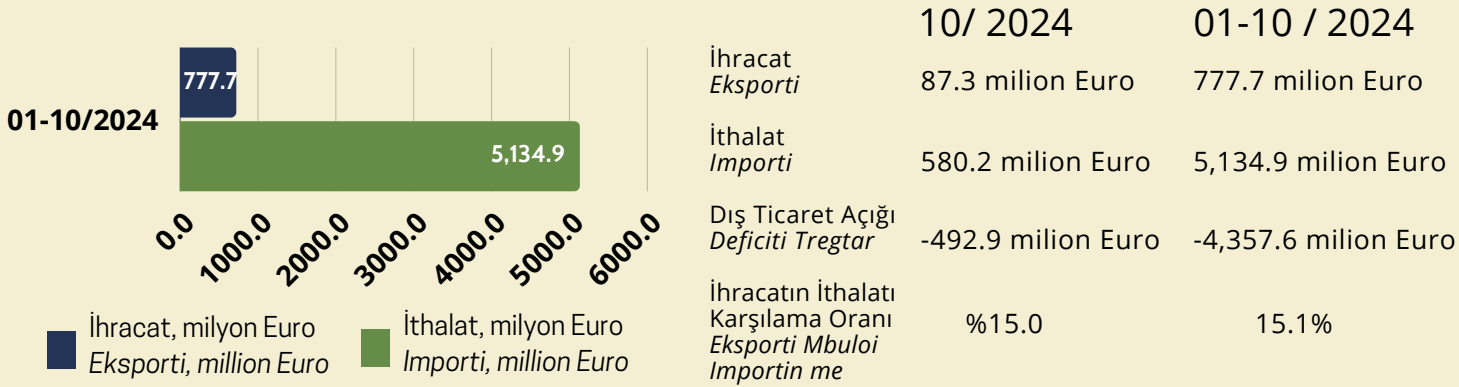 777.7
01-10/2024
5,134.9
0.0
1000.0
2000.0
3000.0
4000.0
5000.0
6000.0
İhracat, milyon Euro
Eksporti, million Euro
İthalat, milyon Euro
Importi, million Euro
10/ 2024 01-10 / 2024
İhracat
Eksporti
87.3 milion Euro 777.7 milion Euro
İthalat
Importi
580.2 milion Euro 5,134.9 milion Euro
Dış Ticaret Açığı
Deficiti Tregtar
-492.9 milion Euro -4,357.6 milion Euro
İhracatın İthalatı
Karşılama Oranı
Eksporti Mbuloi
Importin me
%15.0 15.1%